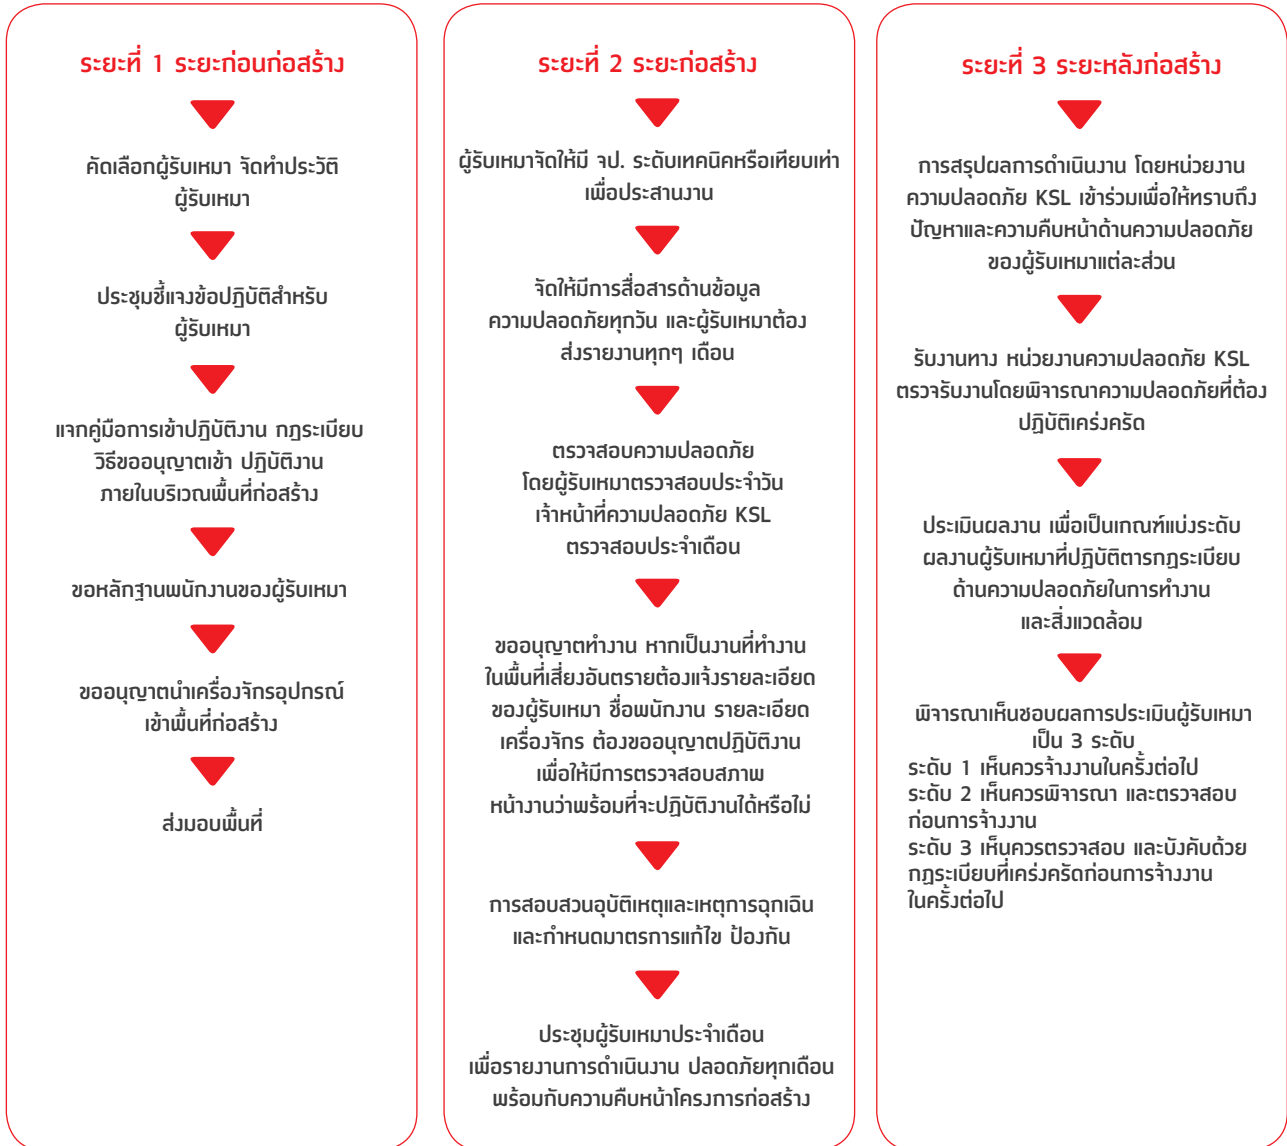 ระยะที่ 1 ระยะก่อนก่อสร้าง
คัดเลือกผู้รับเหมา จัดทำประวัติ
ผู้รับเหมา
ประชุมชี้แจงข้อปฏิบัติสำหรับ
ผู้รับเหมา
แจกคู่มือการเข้าปฏิบัติงาน กฎระเบียบ
วิธีขออนุญาตเข้า ปฏิบัติงาน
ภายในบริเวณพื้นที่ก่อสร้าง
ขอหลักฐานพนักงานของผู้รับเหมา
ขออนุญาตนำเครื่องจักรอุปกรณ์
เข้าพื้นที่ก่อสร้าง
ส่งมอบพื้นที่
ระยะที่ 2 ระยะก่อสร้าง
ผู้รับเหมาจัดให้มี จป. ระดับเทคนิคหรือเทียบเท่า
เพื่อประสานงาน
จัดให้มีการสื่อสารด้านข้อมูล
ความปลอดภัยทุกวัน และผู้รับเหมาต้อง
ส่งรายงานทุกๆ เดือน
ตรวจสอบความปลอดภัย
โดยผู้รับเหมาตรวจสอบประจำวัน
เจ้าหน้าที่ความปลอดภัย KSL
ตรวจสอบประจำเดือน
ขออนุญาตทำงาน หากเป็นงานที่ทำงาน
ในพื้นที่เสี่ยงอันตรายต้องแจ้งรายละเอียด
ของผู้รับเหมา ชื่อพนักงาน รายละเอียด
เครื่องจักร ต้องขออนุญาตปฏิบัติงาน
เพื่อให้มีการตรวจสอบสภาพ
หน้างานว่าพร้อมที่จะปฏิบัติงานได้หรือไม่
การสอบสวนอุบัติเหตุและเหตุการฉุกเฉิน
และกำหนดมาตรการแก้ไข ป้องกัน
ประชุมผู้รับเหมาประจำเดือน
เพื่อรายงานการดำเนินงาน ปลอดภัยทุกเดือน
พร้อมกับความคืบหน้าโครงการก่อสร้าง
ระยะที่ 3 ระยะหลังก่อสร้าง
การสรุปผลการดำเนินงาน โดยหน่วยงาน
ความปลอดภัย KSL เข้าร่วมเพื่อให้ทราบถึง
ปัญหาและความคืบหน้าด้านความปลอดภัย
ของผู้รับเหมาแต่ละส่วน
รับงานทาง หน่วยงานความปลอดภัย KSL
ตรวจรับงานโดยพิจารณาความปลอดภัยที่ต้อง
ปฏิบัติเคร่งครัด
ประเมินผลงาน เพื่อเป็นเกณฑ์แบ่งระดับ
ผลงานผู้รับเหมาที่ปฏิบัติตารกฎระเบียบ
ด้านความปลอดภัยในการทำงาน
และสิ่งแวดล้อม
พิจารณาเห็นชอบผลการประเมินผู้รับเหมา
เป็น 3 ระดับ
ระดับ 1 เห็นควรจ้างงานในครั้งต่อไป
ระดับ 2 เห็นควรพิจารณา และตรวจสอบ
ก่อนการจ้างงาน
ระดับ 3 เห็นควรตรวจสอบ และบังคับด้วย
กฎระเบียบที่เคร่งครัดก่อนการจ้างงาน
ในครั้งต่อไป